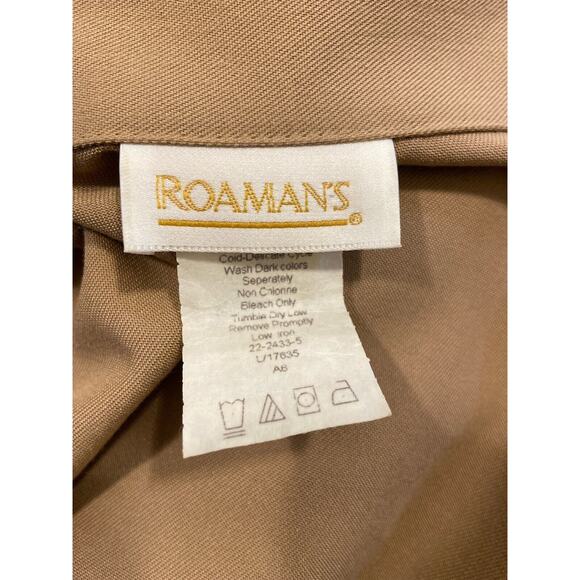 ROAMAN'S
®
Cold-Delicate Cycle
Wash Dark colors
Seperately
Non Chlorine
Bleach Only
Tumble Dry Low
Remove Promptly
Low Iron
22-2433-5
L/17635
A6